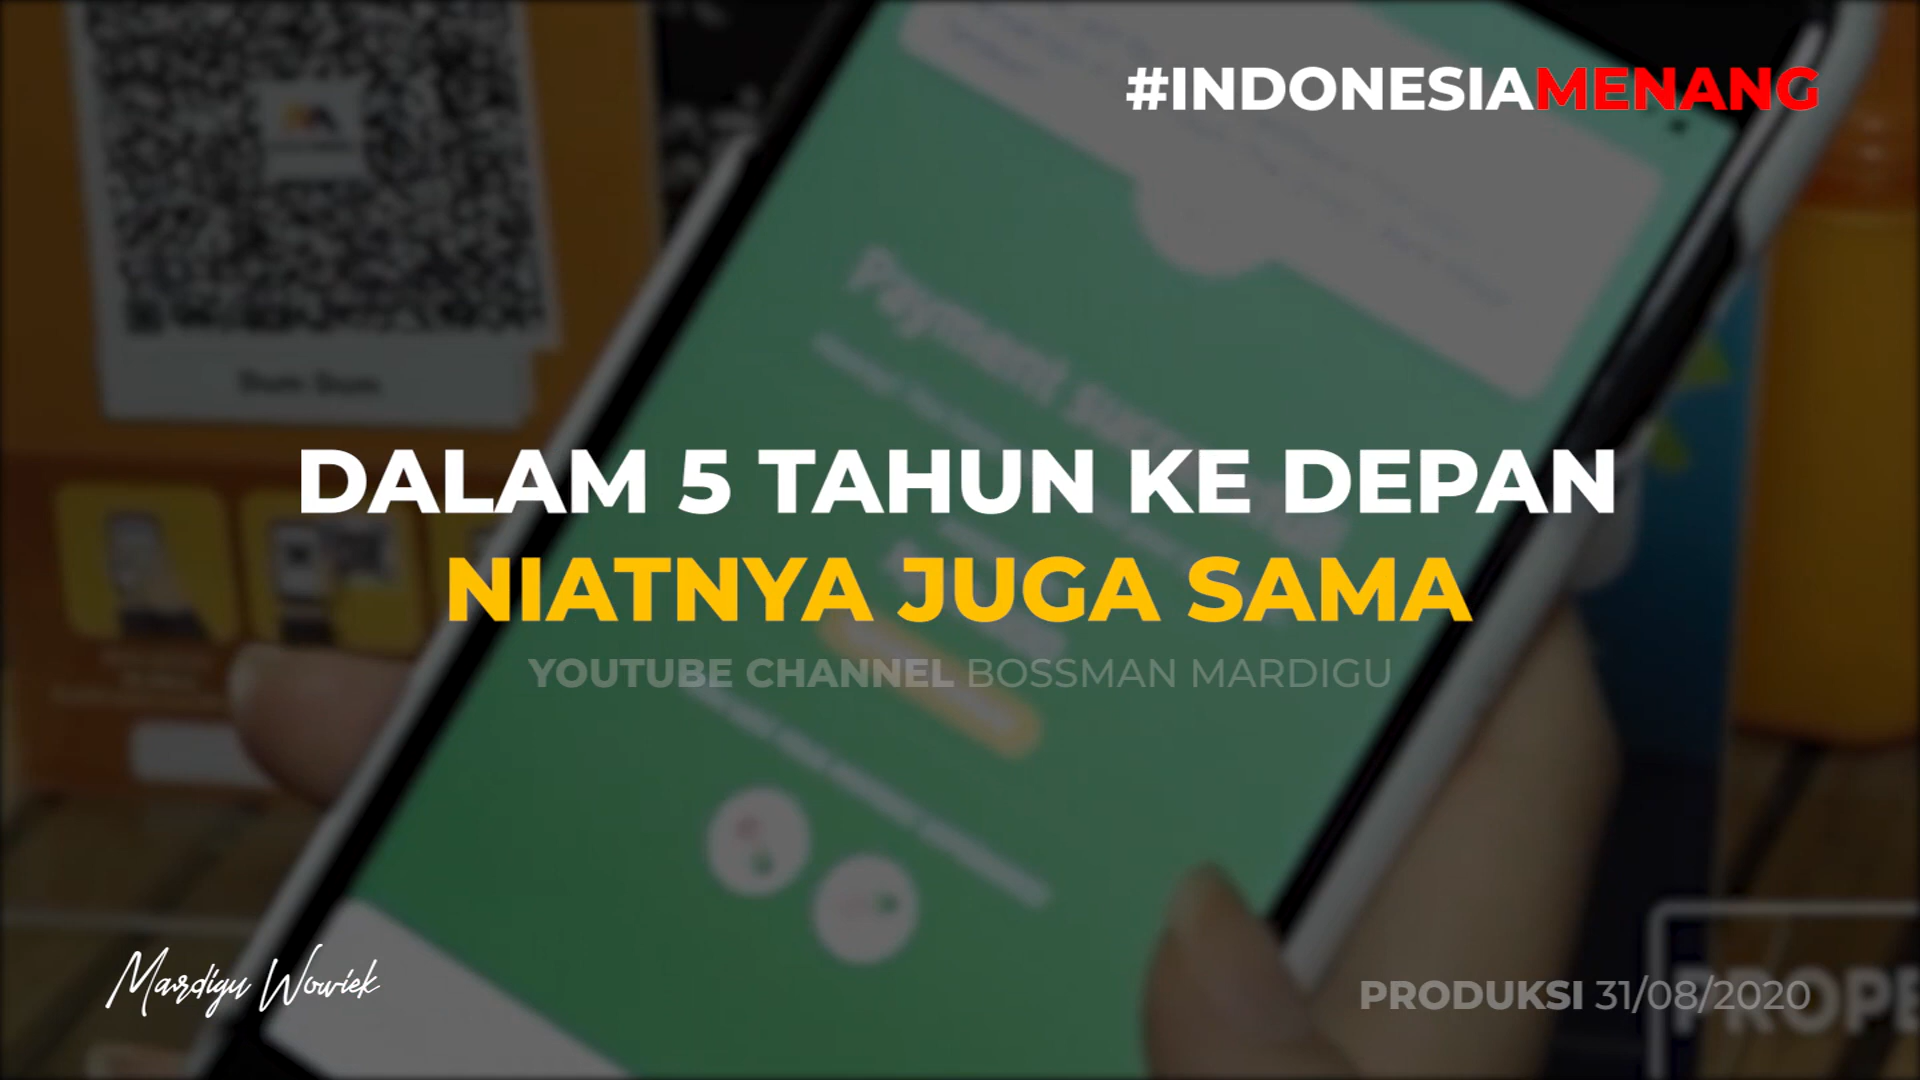 #INDONESIAMENANG
Payment
DALAM 5 TAHUN KE DEPAN
NIATNYA JUGA SAMA
YOUTUBE CHANNEL BOSSMAN MARDIGU
Mardigu Wowiek
PRODUKSI 31/08/2020